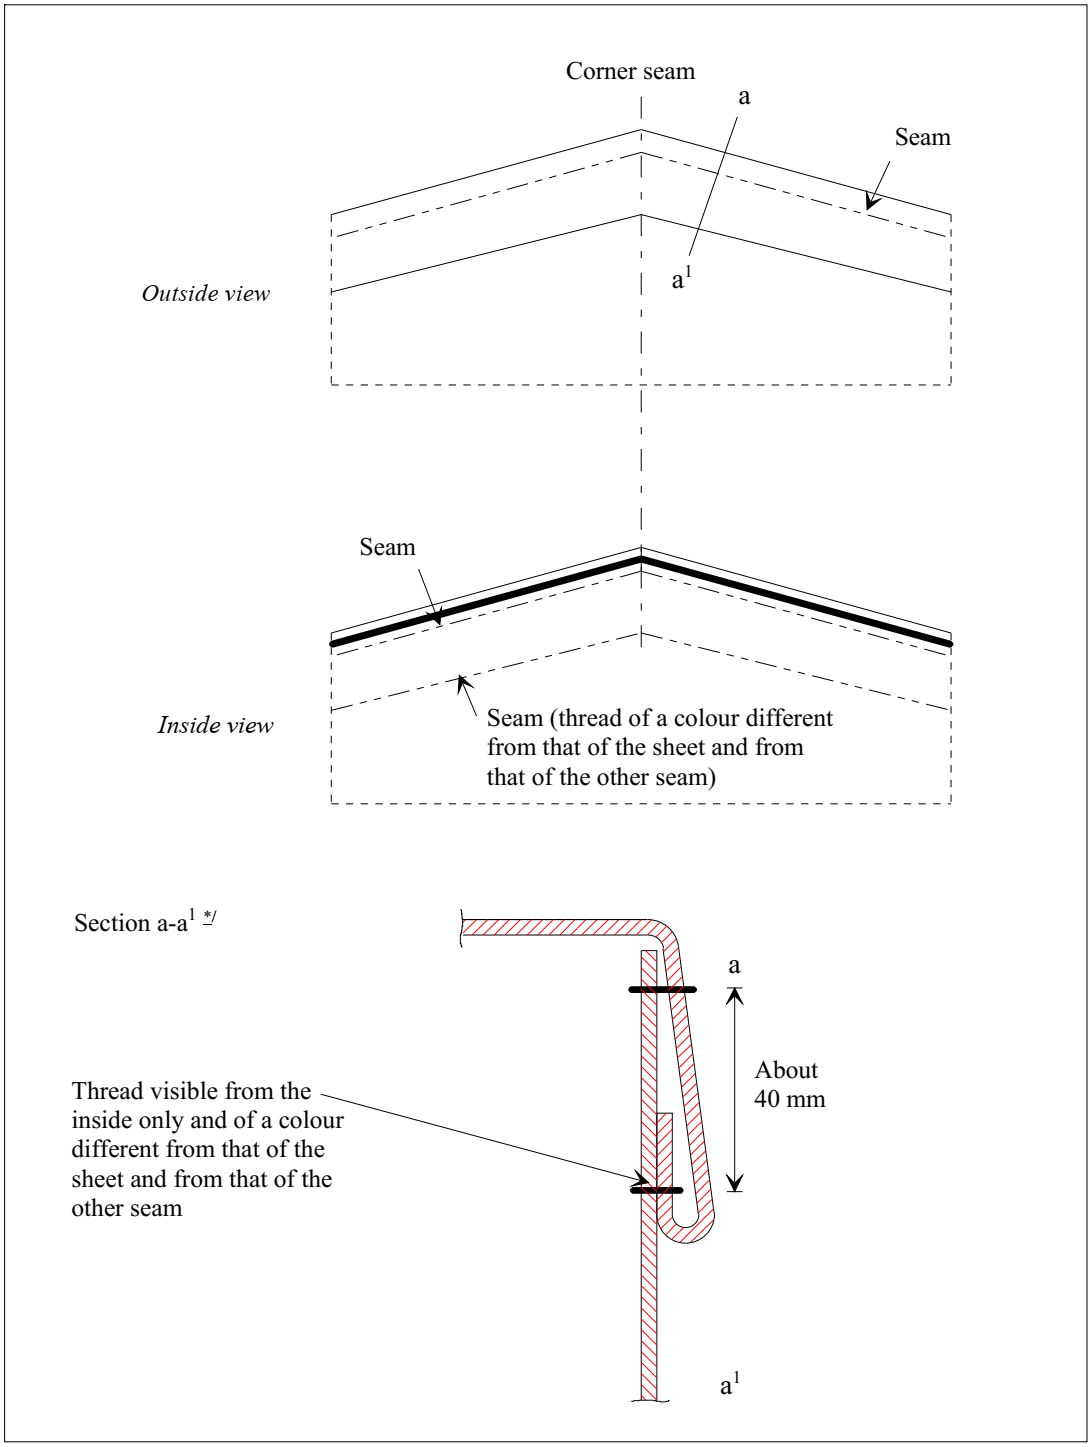 Corner seam
a
Seam
a¹
Outside view
Seam
Inside view
Seam (thread of a colour different
from that of the sheet and from
that of the other seam)
Section a-a¹ */
a
About
40 mm
Thread visible from the
inside only and of a colour
different from that of the
sheet and from that of the
other seam
a¹